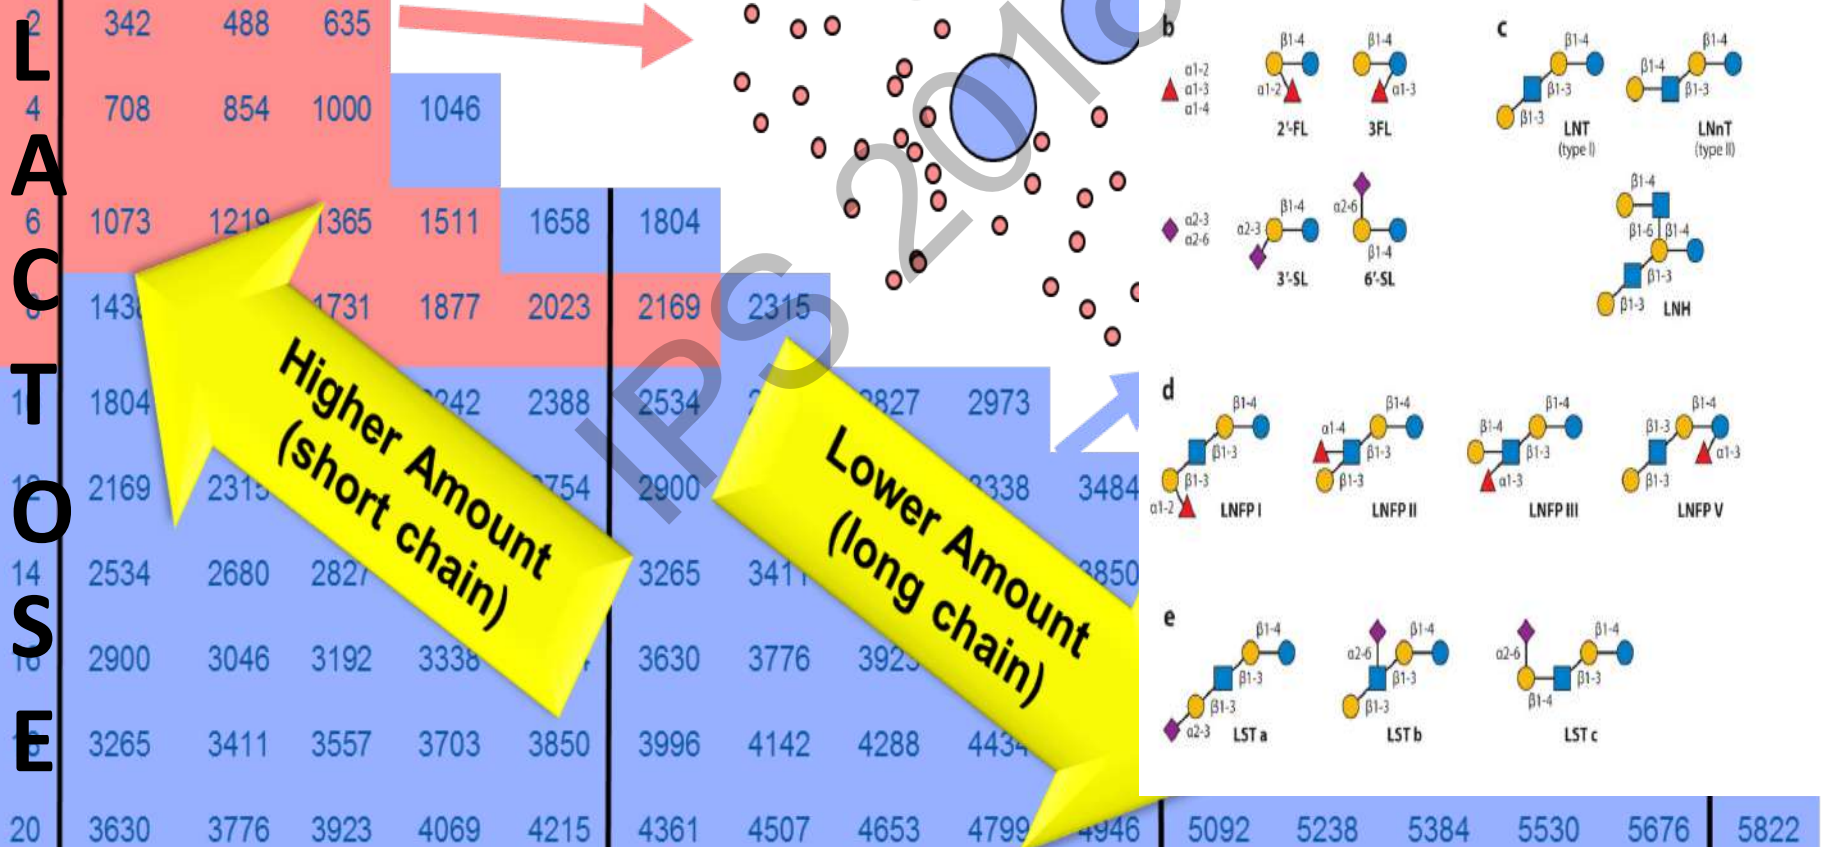 LACTOSE
2 342 488 635
4 708 854 1000 1046
6 1073 1219 1365 1511 1658 1804
8 1438 1731 1877 2023 2169 2315
1804 2388 2534 2973
2169 2900 3484
14 2534 2680 2827 3265 3411
2900 3046 3192 3338 3630 3776
3265 3411 3557 3703 3850 3996 4142 4288 4434
20 3630 3776 3923 4069 4215 4361 4507 4653 4799 4946 5092 5238 5384 5530 5676 5822
Higher Amount
(short chain)
Lower Amount
(long chain)
IPS 2018
b
α1-2
α1-3
α1-4
β1-4
α1-2
2'-FL
β1-4
α1-3
3FL
α2-3
α2-6
β1-4
α2-3
3'-SL
α2-6
β1-4
6'-SL
c
β1-4
β1-3
β1-3
LNT
(type I)
β1-4
β1-4
β1-3
LNnT
(type II)
β1-4
β1-6 β1-4
β1-3
β1-3
LNH
d
β1-4
β1-3
β1-3
α1-2
LNFP I
β1-4
α1-4
β1-3
β1-3
LNFP II
β1-4
β1-4
β1-3
α1-3
LNFP III
β1-4
β1-3
α1-3
β1-3
LNFP V
e
β1-4
β1-3
β1-3
α2-3
LST a
β1-4
α2-6
β1-3
β1-3
LST b
β1-4
α2-6
β1-3
β1-4
LST c